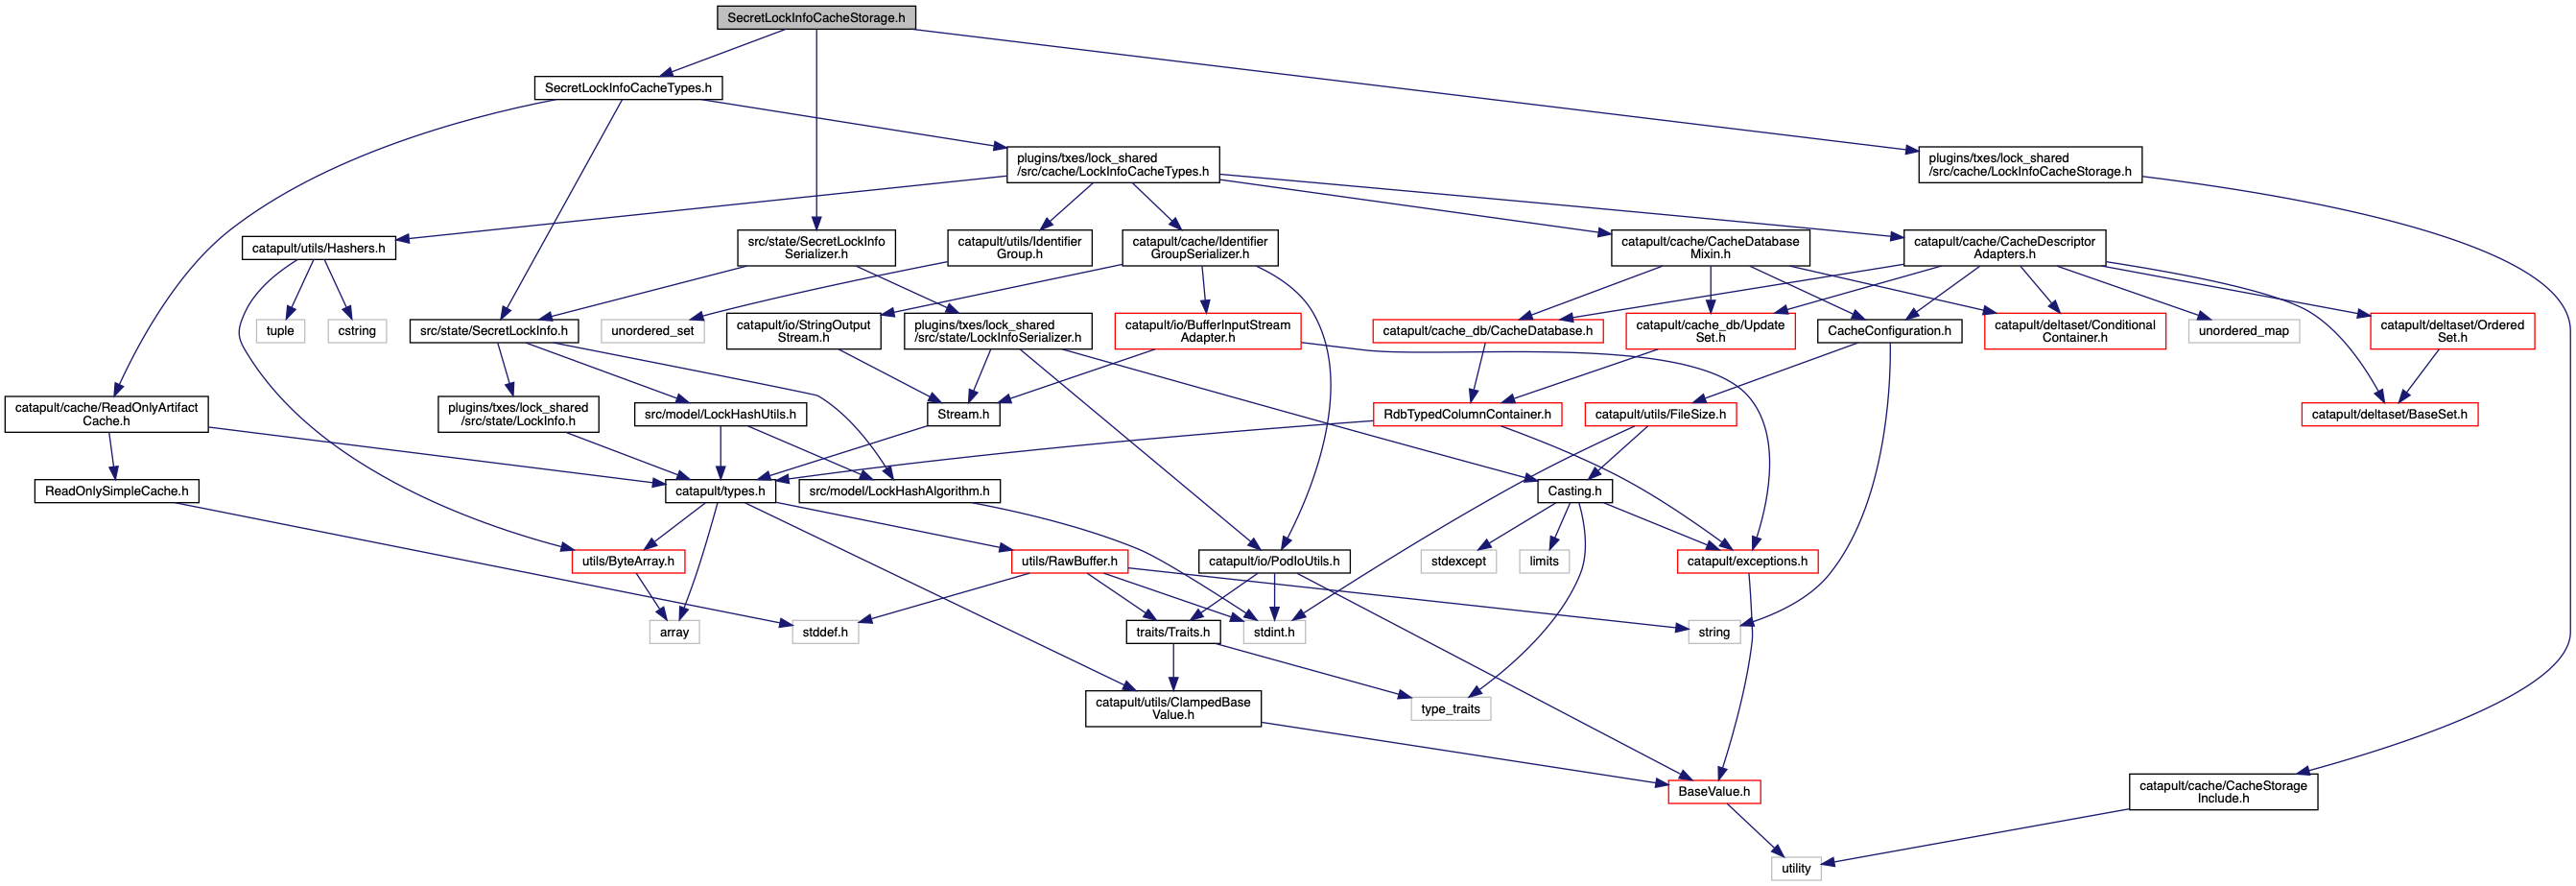 SecretLockInfoCacheStorage.h
SecretLockInfoCacheTypes.h
plugins/txes/lock_shared
/src/cache/LockInfoCacheTypes.h
plugins/txes/lock_shared
/src/cache/LockInfoCacheStorage.h
catapult/utils/Hashers.h
src/state/SecretLockInfo
Serializer.h
catapult/utils/Identifier
Group.h
catapult/cache/Identifier
GroupSerializer.h
catapult/cache/CacheDatabase
Mixin.h
catapult/cache/CacheDescriptor
Adapters.h
tuple
cstring
src/state/SecretLockInfo.h
unordered_set
catapult/io/StringOutput
Stream.h
plugins/txes/lock_shared
/src/state/LockInfoSerializer.h
catapult/io/BufferInputStream
Adapter.h
catapult/cache_db/CacheDatabase.h
catapult/cache_db/Update
Set.h
CacheConfiguration.h
catapult/deltaset/Conditional
Container.h
unordered_map
catapult/deltaset/Ordered
Set.h
catapult/cache/ReadOnlyArtifact
Cache.h
plugins/txes/lock_shared
/src/state/LockInfo.h
src/model/LockHashUtils.h
Stream.h
RdbTypedColumnContainer.h
catapult/utils/FileSize.h
catapult/deltaset/BaseSet.h
ReadOnlySimpleCache.h
catapult/types.h
src/model/LockHashAlgorithm.h
Casting.h
utils/ByteArray.h
utils/RawBuffer.h
catapult/io/PodIoUtils.h
stdexcept
limits
catapult/exceptions.h
array
stddef.h
traits/Traits.h
stdint.h
string
catapult/utils/ClampedBase
Value.h
type_traits
BaseValue.h
catapult/cache/CacheStorage
Include.h
utility